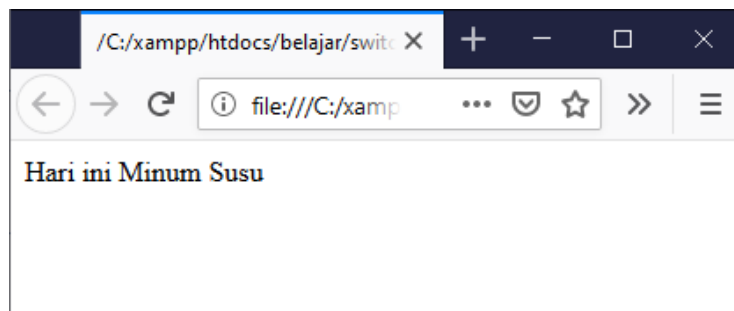 /C:/xampp/htdocs/belajar/switc
file:///C:/xamp
Hari ini Minum Susu